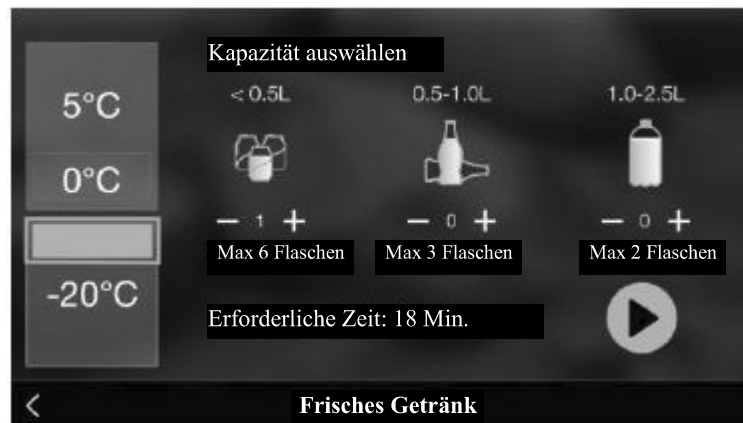 Kapazität auswählen
5°C
0°C
-20°C
< 0.5L
0.5-1.0L
1.0-2.5L
− 1 +
− 0 +
− 0 +
Max 6 Flaschen
Max 3 Flaschen
Max 2 Flaschen
Erforderliche Zeit: 18 Min.
Frisches Getränk